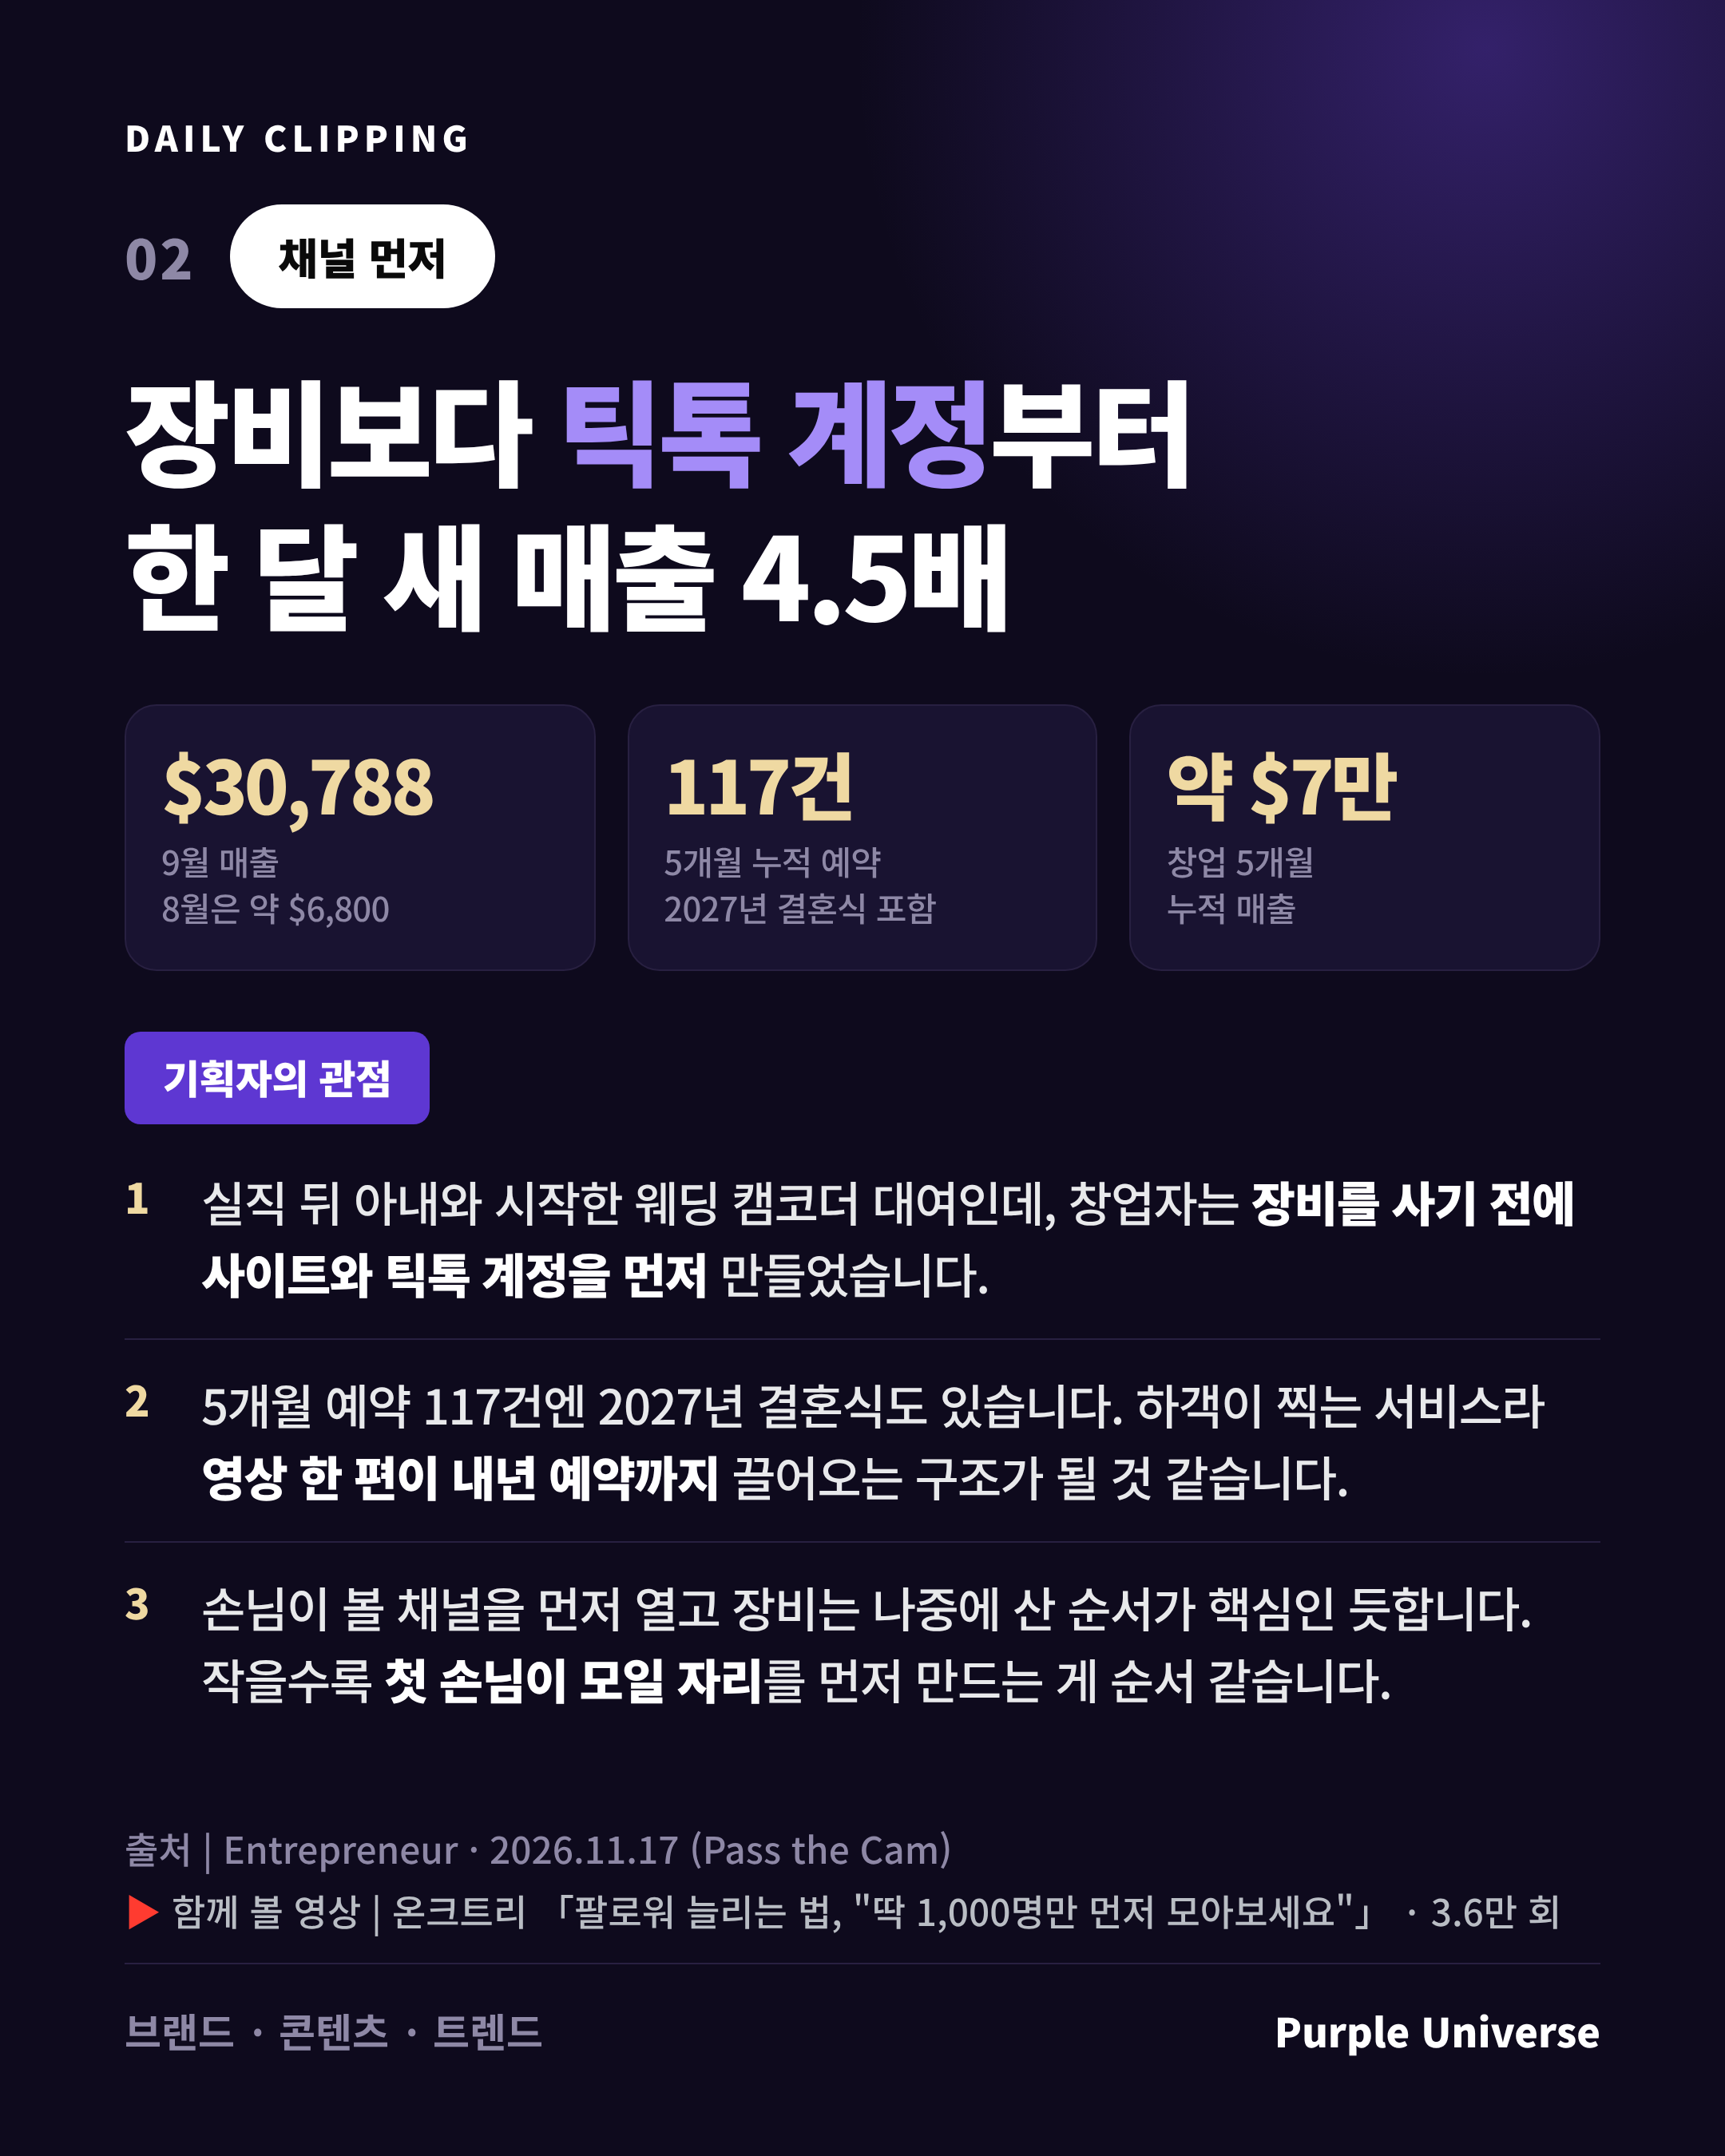 DAILY CLIPPING
02 채널 먼저
장비보다 틱톡 계정부터
한 달 새 매출 4.5배
$30,788
9월 매출
8월은 약 $6,800
117건
5개월 누적 예약
2027년 결혼식 포함
약 $7만
창업 5개월
누적 매출
기획자의 관점
1 실직 뒤 아내와 시작한 웨딩 캠코더 대여인데, 창업자는 장비를 사기 전에
사이트와 틱톡 계정을 먼저 만들었습니다.
2 5개월 예약 117건엔 2027년 결혼식도 있습니다. 하객이 찍는 서비스라
영상 한 편이 내년 예약까지 끌어오는 구조가 될 것 같습니다.
3 손님이 볼 채널을 먼저 열고 장비는 나중에 산 순서가 핵심인 듯합니다.
작을수록 첫 손님이 모일 자리를 먼저 만드는 게 순서 같습니다.
출처 | Entrepreneur · 2026.11.17 (Pass the Cam)
▶ 함께 볼 영상 | 온크트리 「팔로워 늘리는 법, "딱 1,000명만 먼저 모아보세요"」 · 3.6만 회
브랜드 · 콘텐츠 · 트렌드
Purple Universe